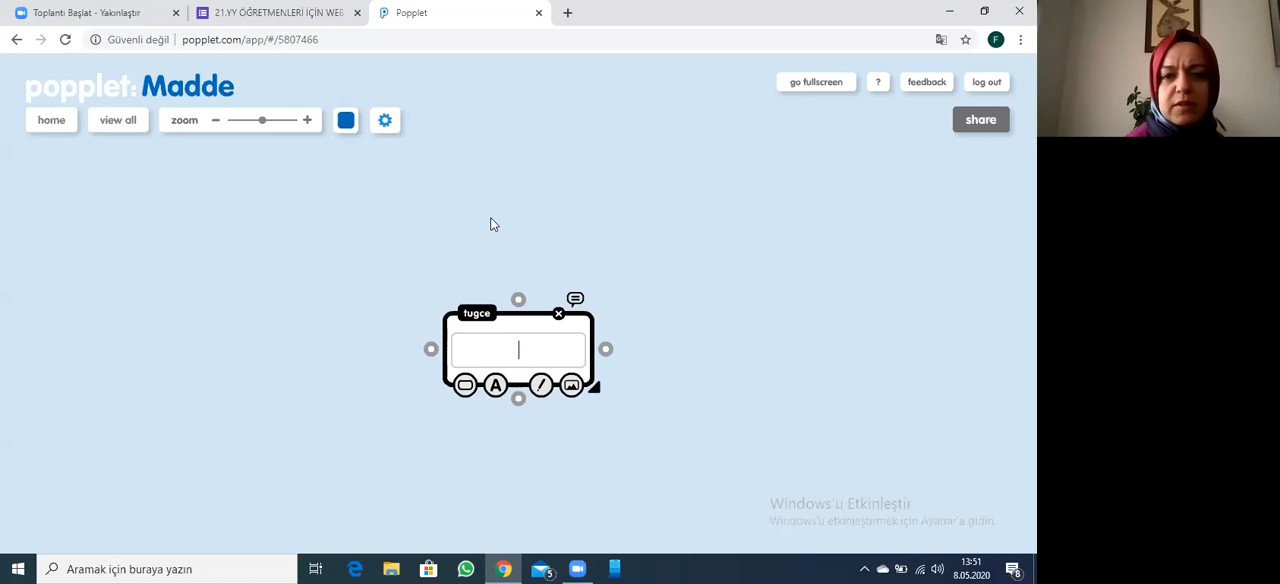 Toplantı Başlat - Yakınlaştır
21.YY ÖĞRETMENLERİ İÇİN WEB
Popplet
Güvenli değil
popplet.com/app/#/5807466
F
popplet: Madde
go fullscreen
?
feedback
log out
home
view all
zoom
share
tugce
A
Windows'u Etkinleştir
Windows'u etkinleştirmek için Ayarlar'a gidin.
Aramak için buraya yazın
5
13:51
8.05.2020
8